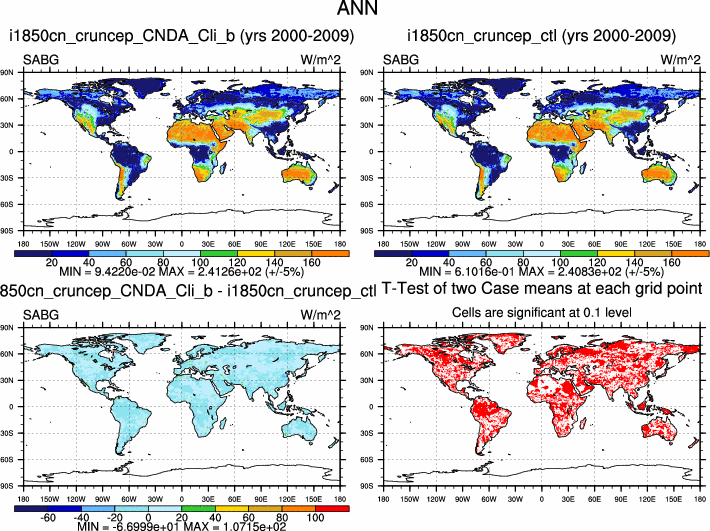 ANN
i1850cn_cruncep_CNDA_Cli_b (yrs 2000-2009)
SABG W/m^2
90N
60N
30N
0
30S
60S
90S
180 150W 120W 90W 60W 30W 0 30E 60E 90E 120E 150E 180
20 40 60 80 100 120 140 160
MIN = 9.4220e-02 MAX = 2.4126e+02 (+/-5%)
i1850cn_cruncep_ctl (yrs 2000-2009)
SABG W/m^2
90N
60N
30N
0
30S
60S
90S
180 150W 120W 90W 60W 30W 0 30E 60E 90E 120E 150E 180
20 40 60 80 100 120 140 160
MIN = 6.1016e-01 MAX = 2.4083e+02 (+/-5%)
850cn_cruncep_CNDA_Cli_b - i1850cn_cruncep_ctl
SABG W/m^2
90N
60N
30N
0
30S
60S
90S
180 150W 120W 90W 60W 30W 0 30E 60E 90E 120E 150E 180
-60 -40 -20 0 20 40 60 80 100
MIN = -6.6999e+01 MAX = 1.0715e+02
T-Test of two Case means at each grid point
Cells are significant at 0.1 level
90N
60N
30N
0
30S
60S
90S
180 150W 120W 90W 60W 30W 0 30E 60E 90E 120E 150E 180